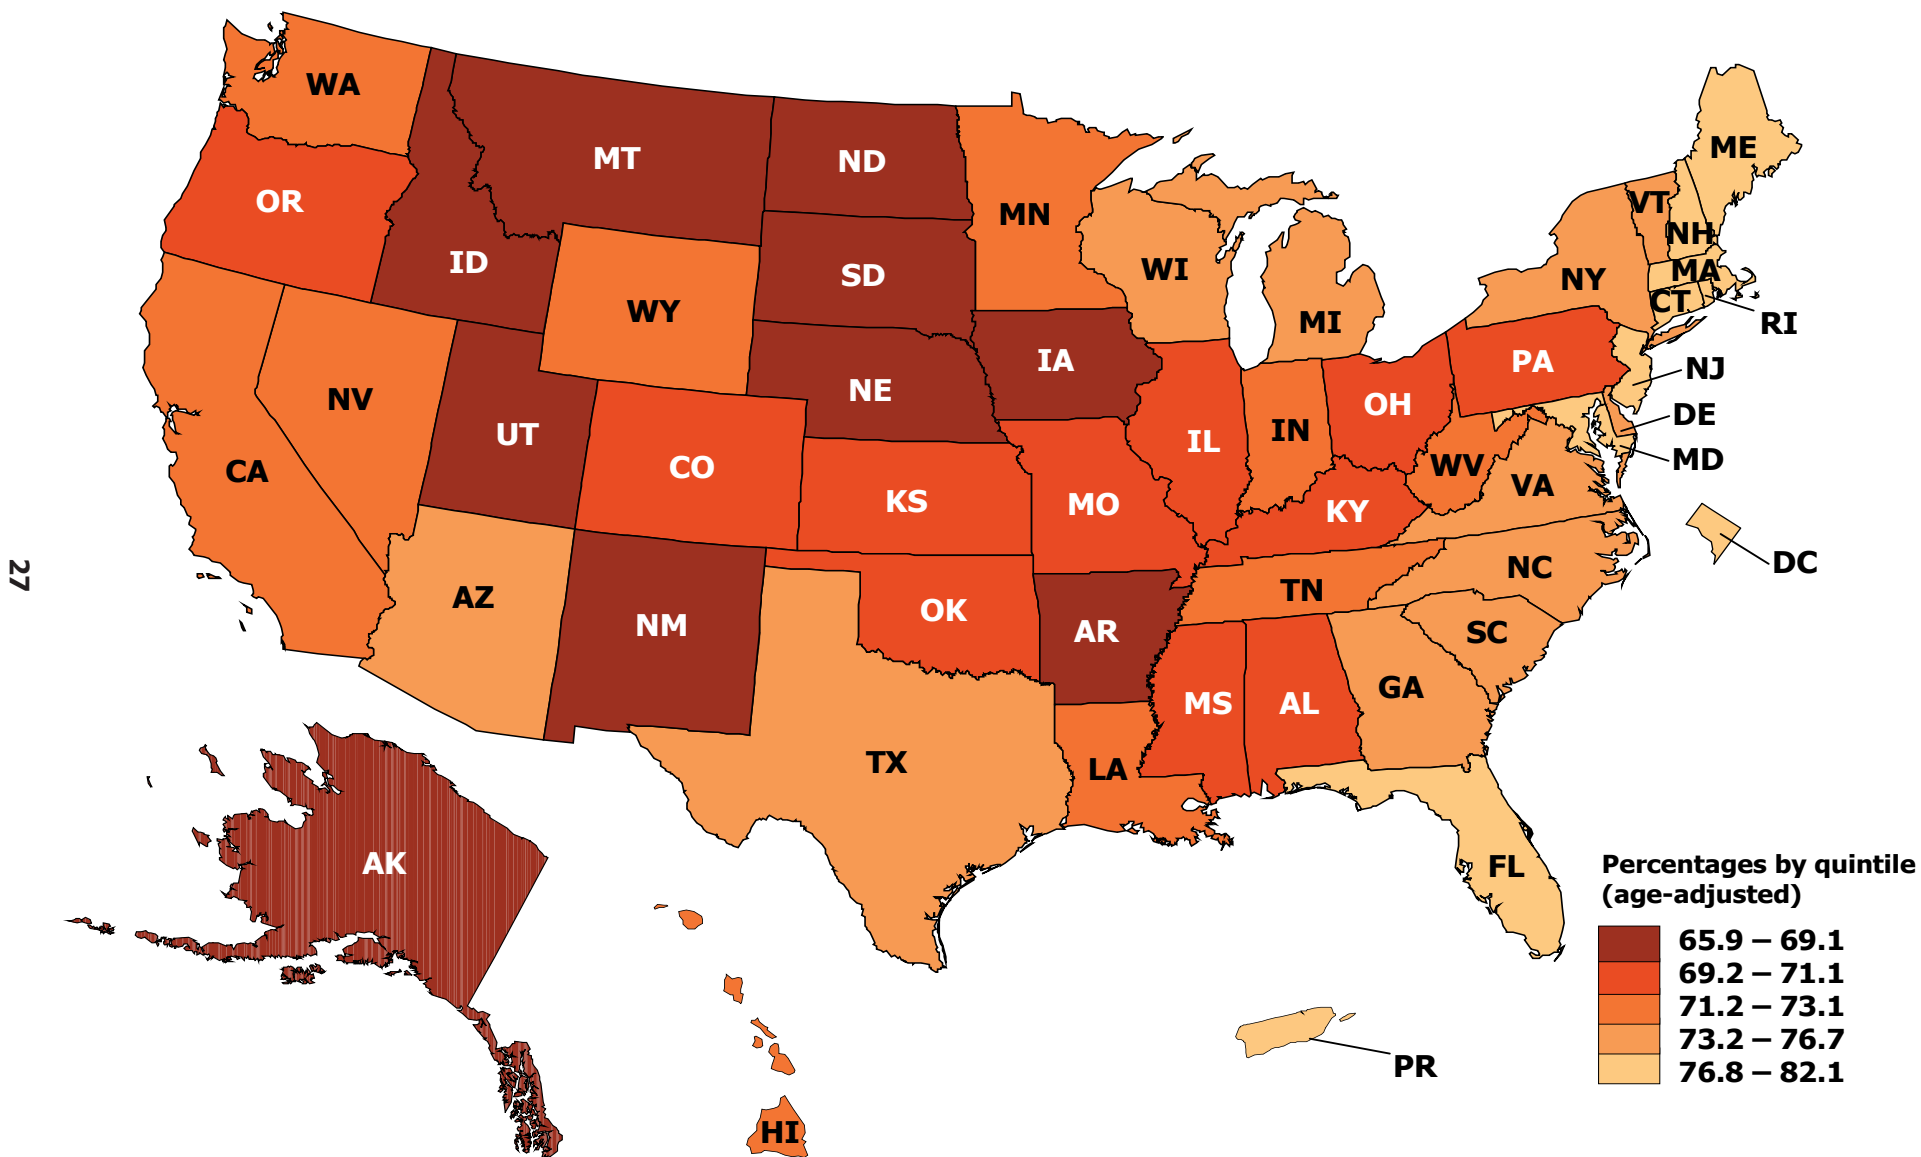 WA
MT
ND
ME
OR
MN
VT
NH
ID
SD
WI
MA
NY
CT
WY
MI
RI
IA
PA
NJ
NE
NV
OH
DE
UT
IN
IL
CO
MD
CA
WV
KS
VA
MO
KY
DC
NC
27
AZ
TN
OK
NM
AR
SC
GA
MS
AL
TX
LA
AK
FL
Percentages by quintile
(age-adjusted)
65.9 – 69.1
69.2 – 71.1
71.2 – 73.1
73.2 – 76.7
76.8 – 82.1
PR
HI